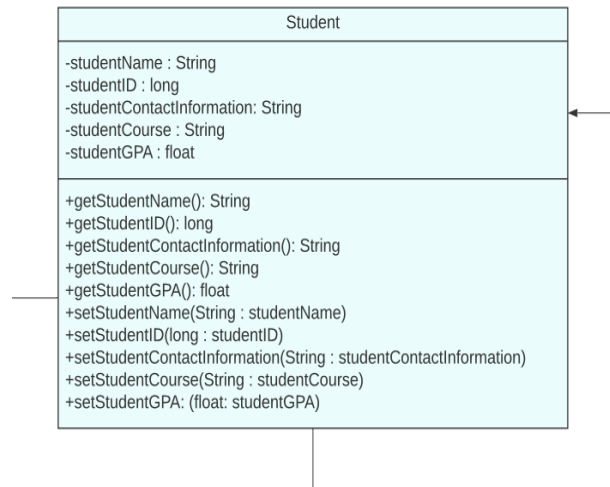 Student
-studentName : String
-studentID : long
-studentContactInformation: String
-studentCourse : String
-studentGPA : float
+getStudentName(): String
+getStudentID(): long
+getStudentContactInformation(): String
+getStudentCourse(): String
+getStudentGPA(): float
+setStudentName(String : studentName)
+setStudentID(long : studentID)
+setStudentContactInformation(String : studentContactInformation)
+setStudentCourse(String : studentCourse)
+setStudentGPA: (float: studentGPA)